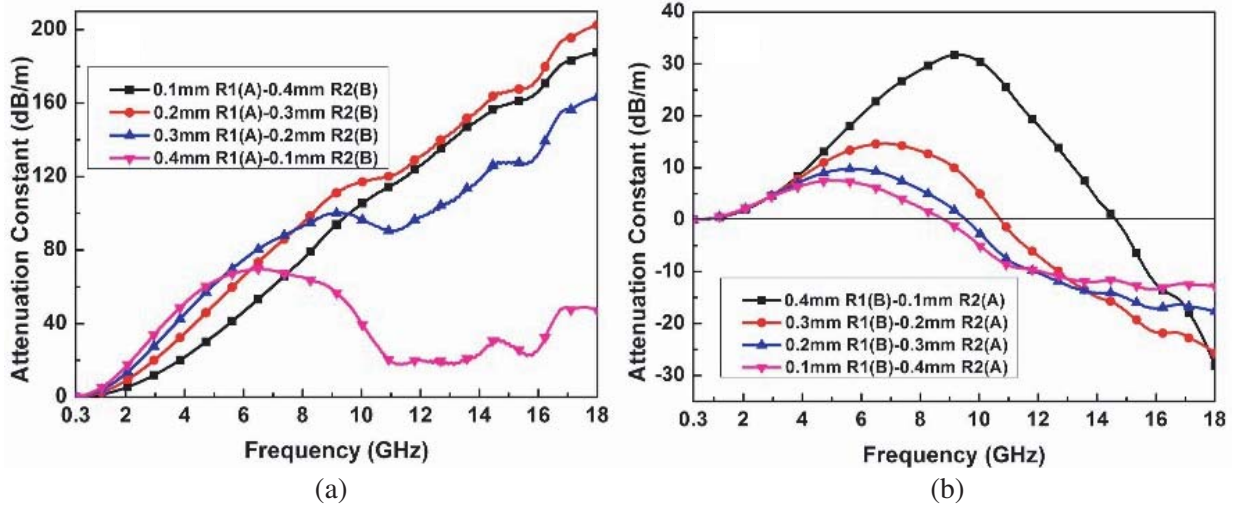 Attenuation Constant (dB/m)
200
160
120
80
40
0
0.1mm R1(A)-0.4mm R2(B)
0.2mm R1(A)-0.3mm R2(B)
0.3mm R1(A)-0.2mm R2(B)
0.4mm R1(A)-0.1mm R2(B)
0.3 2 4 6 8 10 12 14 16 18
Frequency (GHz)
(a)
Attenuation Constant (dB/m)
40
30
20
10
0
-10
-20
-30
0.4mm R1(B)-0.1mm R2(A)
0.3mm R1(B)-0.2mm R2(A)
0.2mm R1(B)-0.3mm R2(A)
0.1mm R1(B)-0.4mm R2(A)
0.3 2 4 6 8 10 12 14 16 18
Frequency (GHz)
(b)